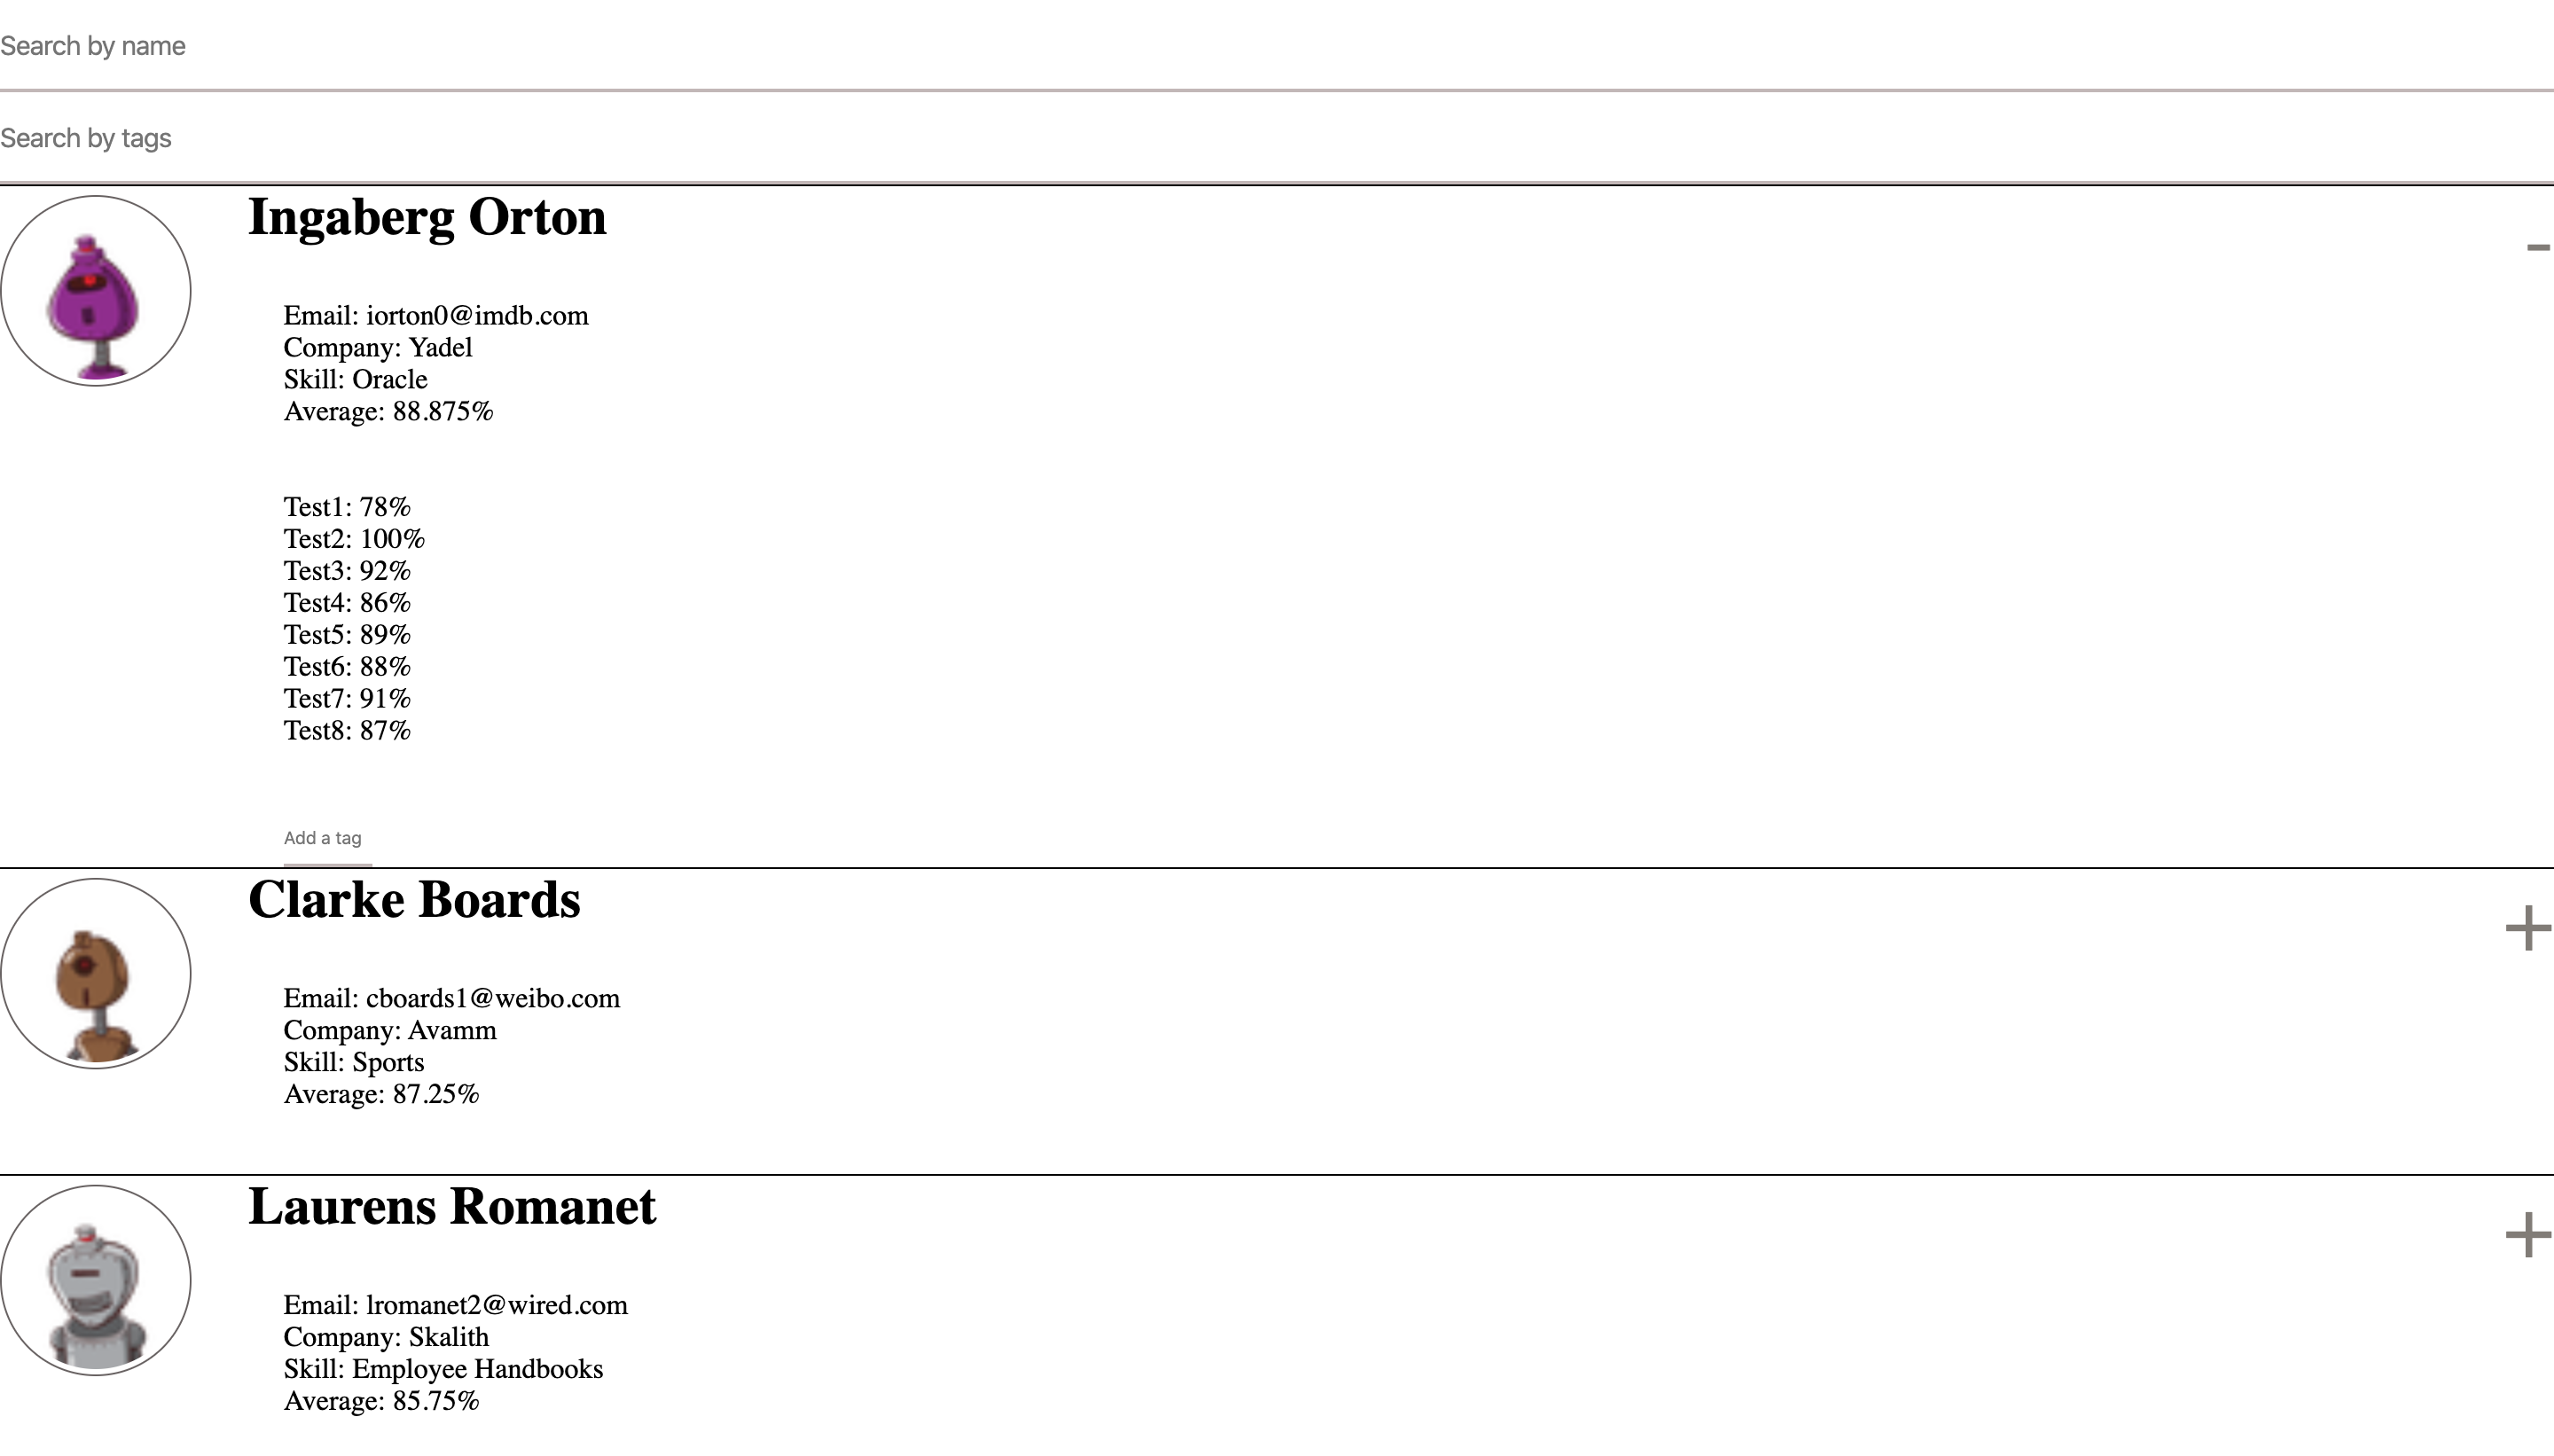 Search by name
Search by tags
Ingaberg Orton
-
Email: iorton0@imdb.com
Company: Yadel
Skill: Oracle
Average: 88.875%
Test1: 78%
Test2: 100%
Test3: 92%
Test4: 86%
Test5: 89%
Test6: 88%
Test7: 91%
Test8: 87%
Add a tag
Clarke Boards
+
Email: cboards1@weibo.com
Company: Avamm
Skill: Sports
Average: 87.25%
Laurens Romanet
+
Email: lromanet2@wired.com
Company: Skalith
Skill: Employee Handbooks
Average: 85.75%